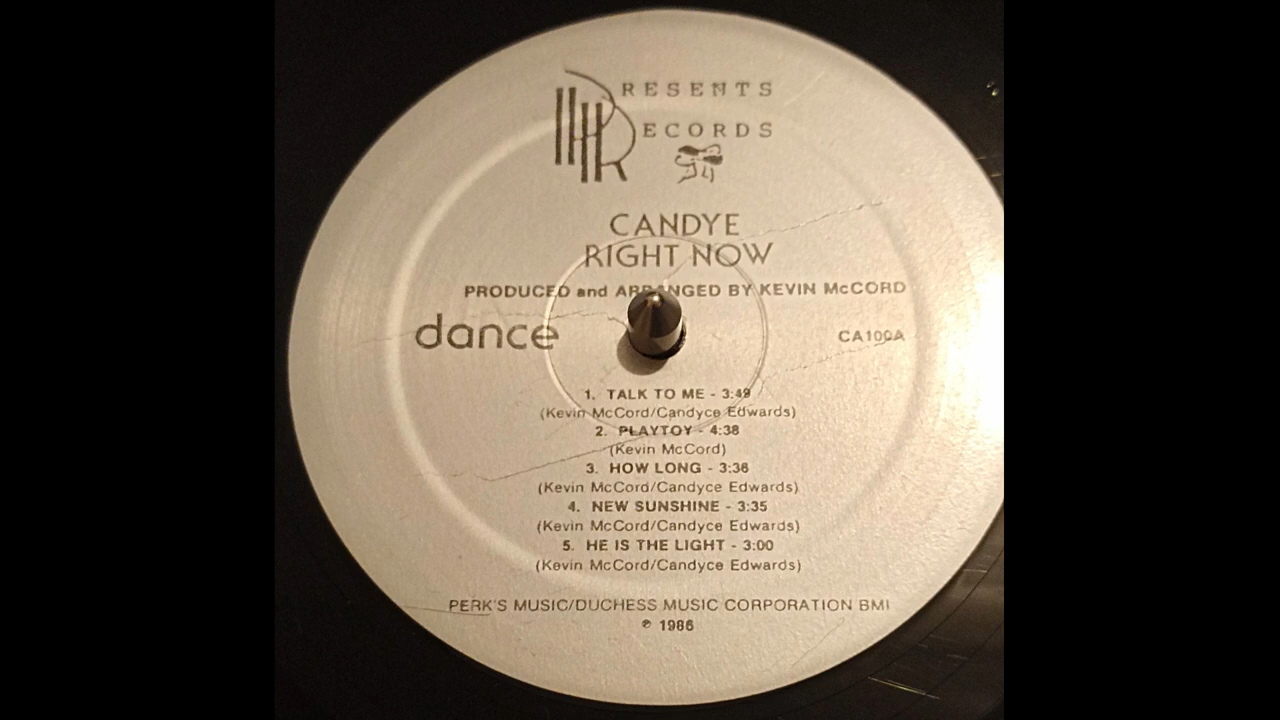 PRESENTS
RECORDS
CANDYE
RIGHT NOW
PRODUCED and ARRANGED BY KEVIN McCORD
dance
CA100A
1. TALK TO ME - 3:49
(Kevin McCord/Candyce Edwards)
2. PLAYTOY - 4:38
(Kevin McCord)
3. HOW LONG - 3:36
(Kevin McCord/Candyce Edwards)
4. NEW SUNSHINE - 3:35
(Kevin McCord/Candyce Edwards)
5. HE IS THE LIGHT - 3:00
(Kevin McCord/Candyce Edwards)
PERK'S MUSIC/DUCHESS MUSIC CORPORATION BMI
℗ 1986